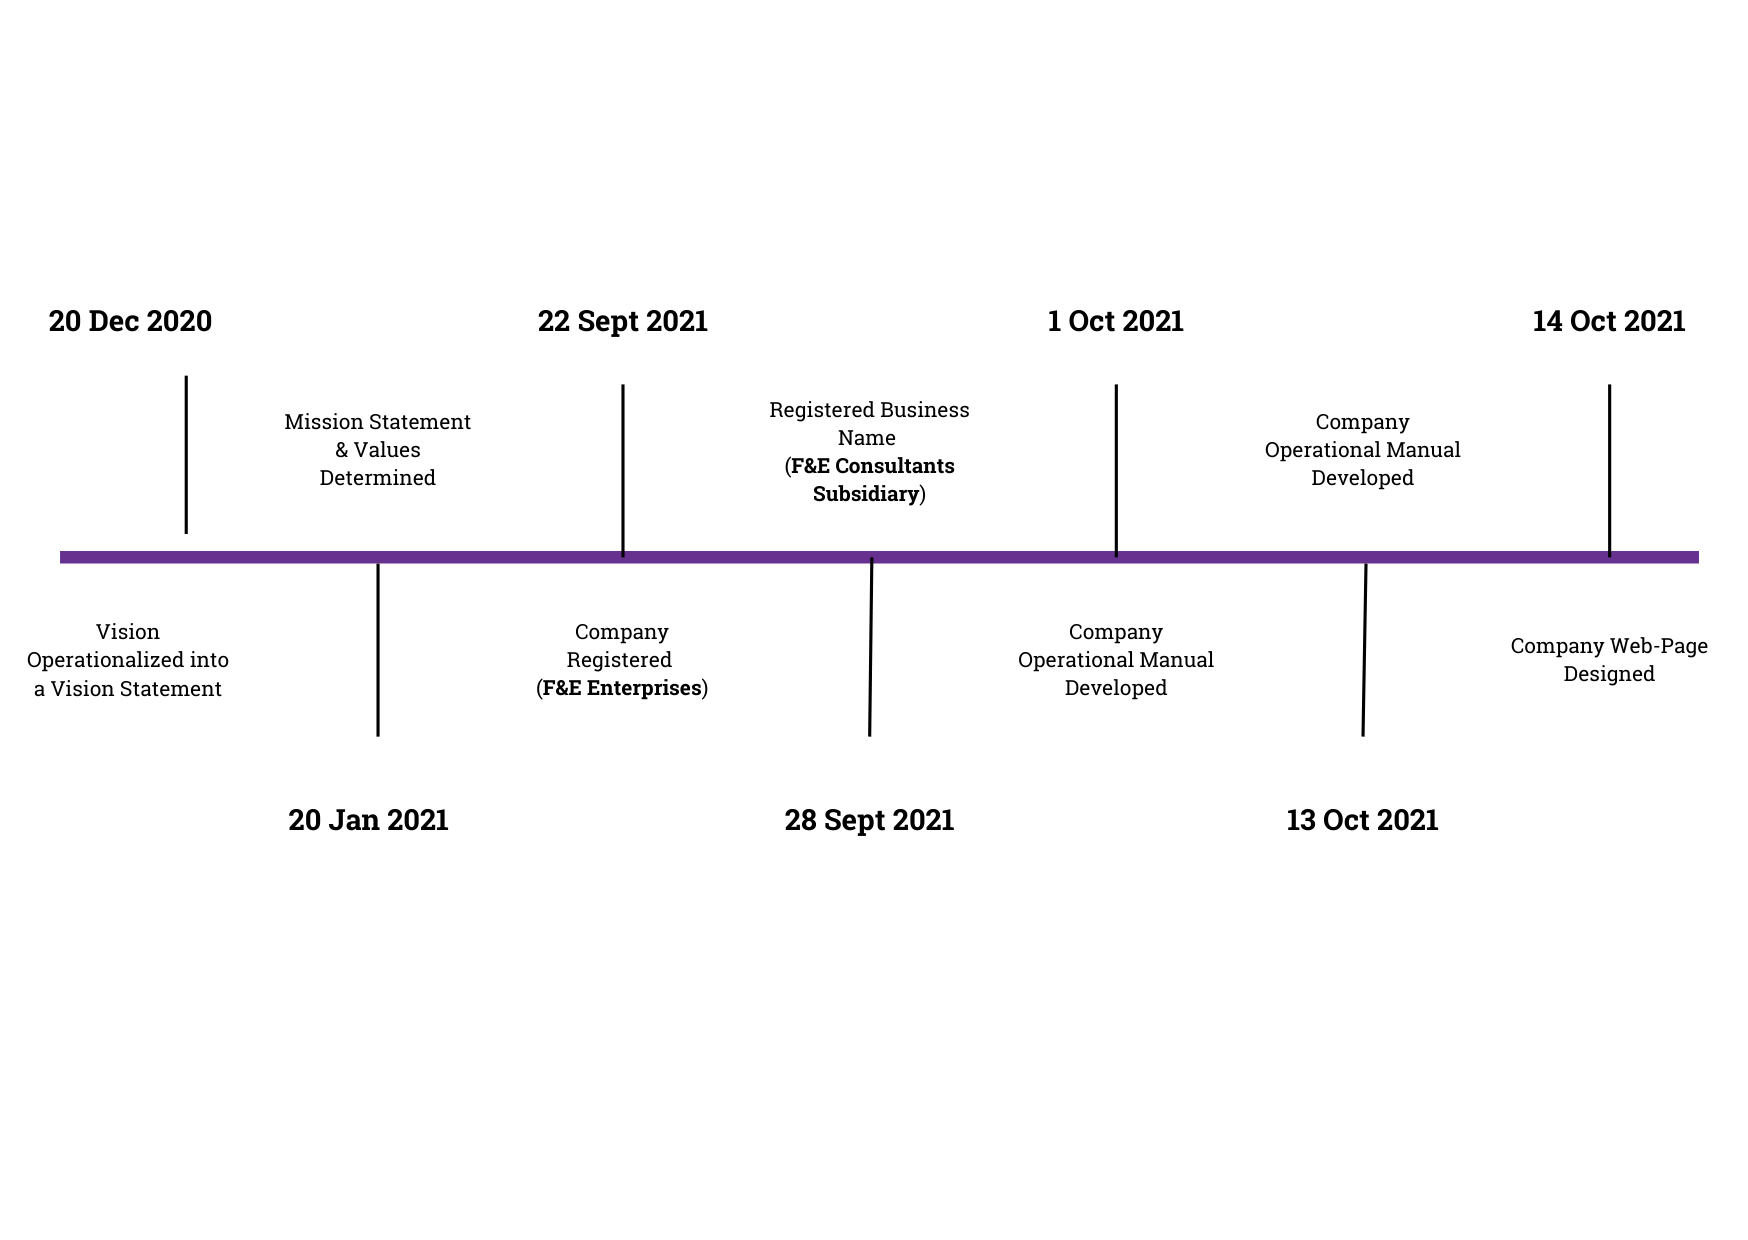 20 Dec 2020
22 Sept 2021
1 Oct 2021
14 Oct 2021
Mission Statement
& Values
Determined
Registered Business
Name
(F&E Consultants
Subsidiary)
Company
Operational Manual
Developed
Vision
Operationalized into
a Vision Statement
Company
Registered
(F&E Enterprises)
Company
Operational Manual
Developed
Company Web-Page
Designed
20 Jan 2021
28 Sept 2021
13 Oct 2021